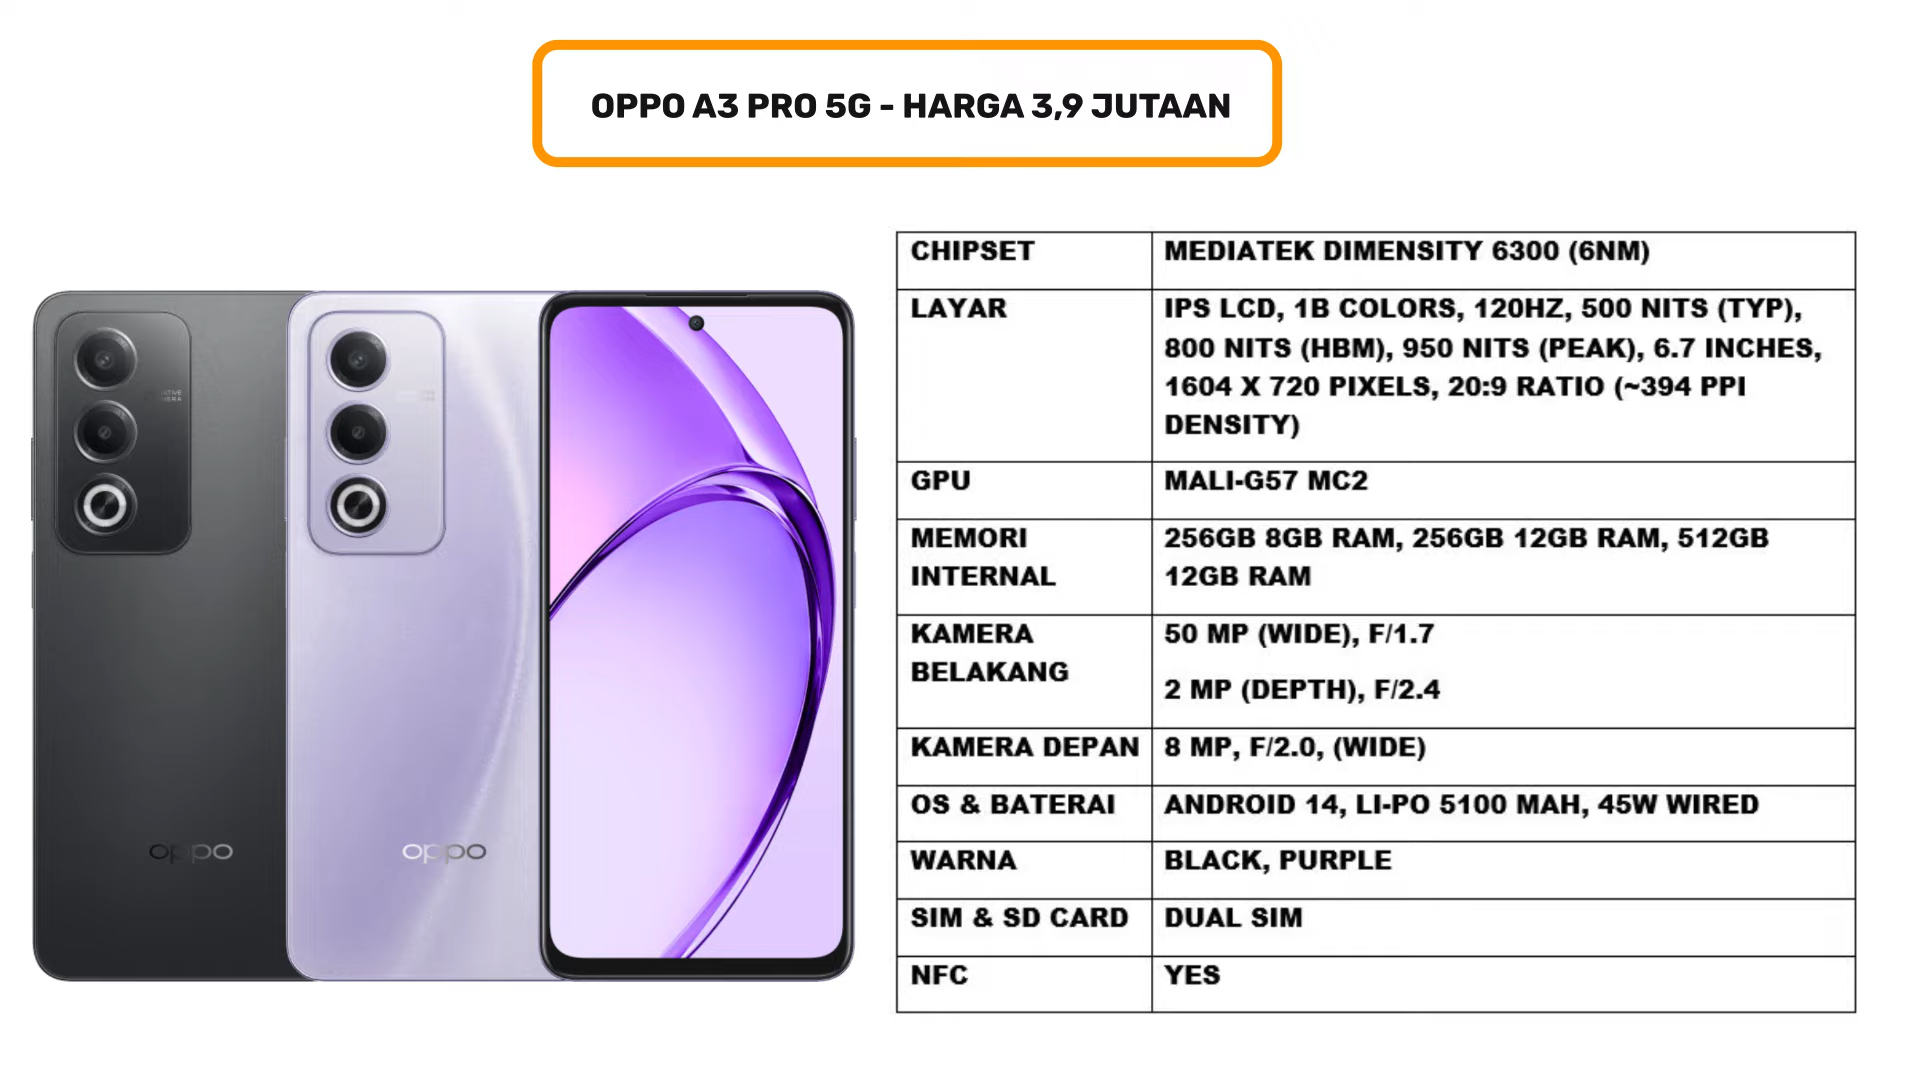 OPPO A3 PRO 5G - HARGA 3,9 JUTAAN
CHIPSET
MEDIATEK DIMENSITY 6300 (6NM)
LAYAR
IPS LCD, 1B COLORS, 120HZ, 500 NITS (TYP),
800 NITS (HBM), 950 NITS (PEAK), 6.7 INCHES,
1604 X 720 PIXELS, 20:9 RATIO (~394 PPI
DENSITY)
GPU
MALI-G57 MC2
MEMORI
INTERNAL
256GB 8GB RAM, 256GB 12GB RAM, 512GB
12GB RAM
KAMERA
BELAKANG
50 MP (WIDE), F/1.7
2 MP (DEPTH), F/2.4
KAMERA DEPAN
8 MP, F/2.0, (WIDE)
OS & BATERAI
ANDROID 14, LI-PO 5100 MAH, 45W WIRED
WARNA
BLACK, PURPLE
SIM & SD CARD
DUAL SIM
NFC
YES
oppo
oppo